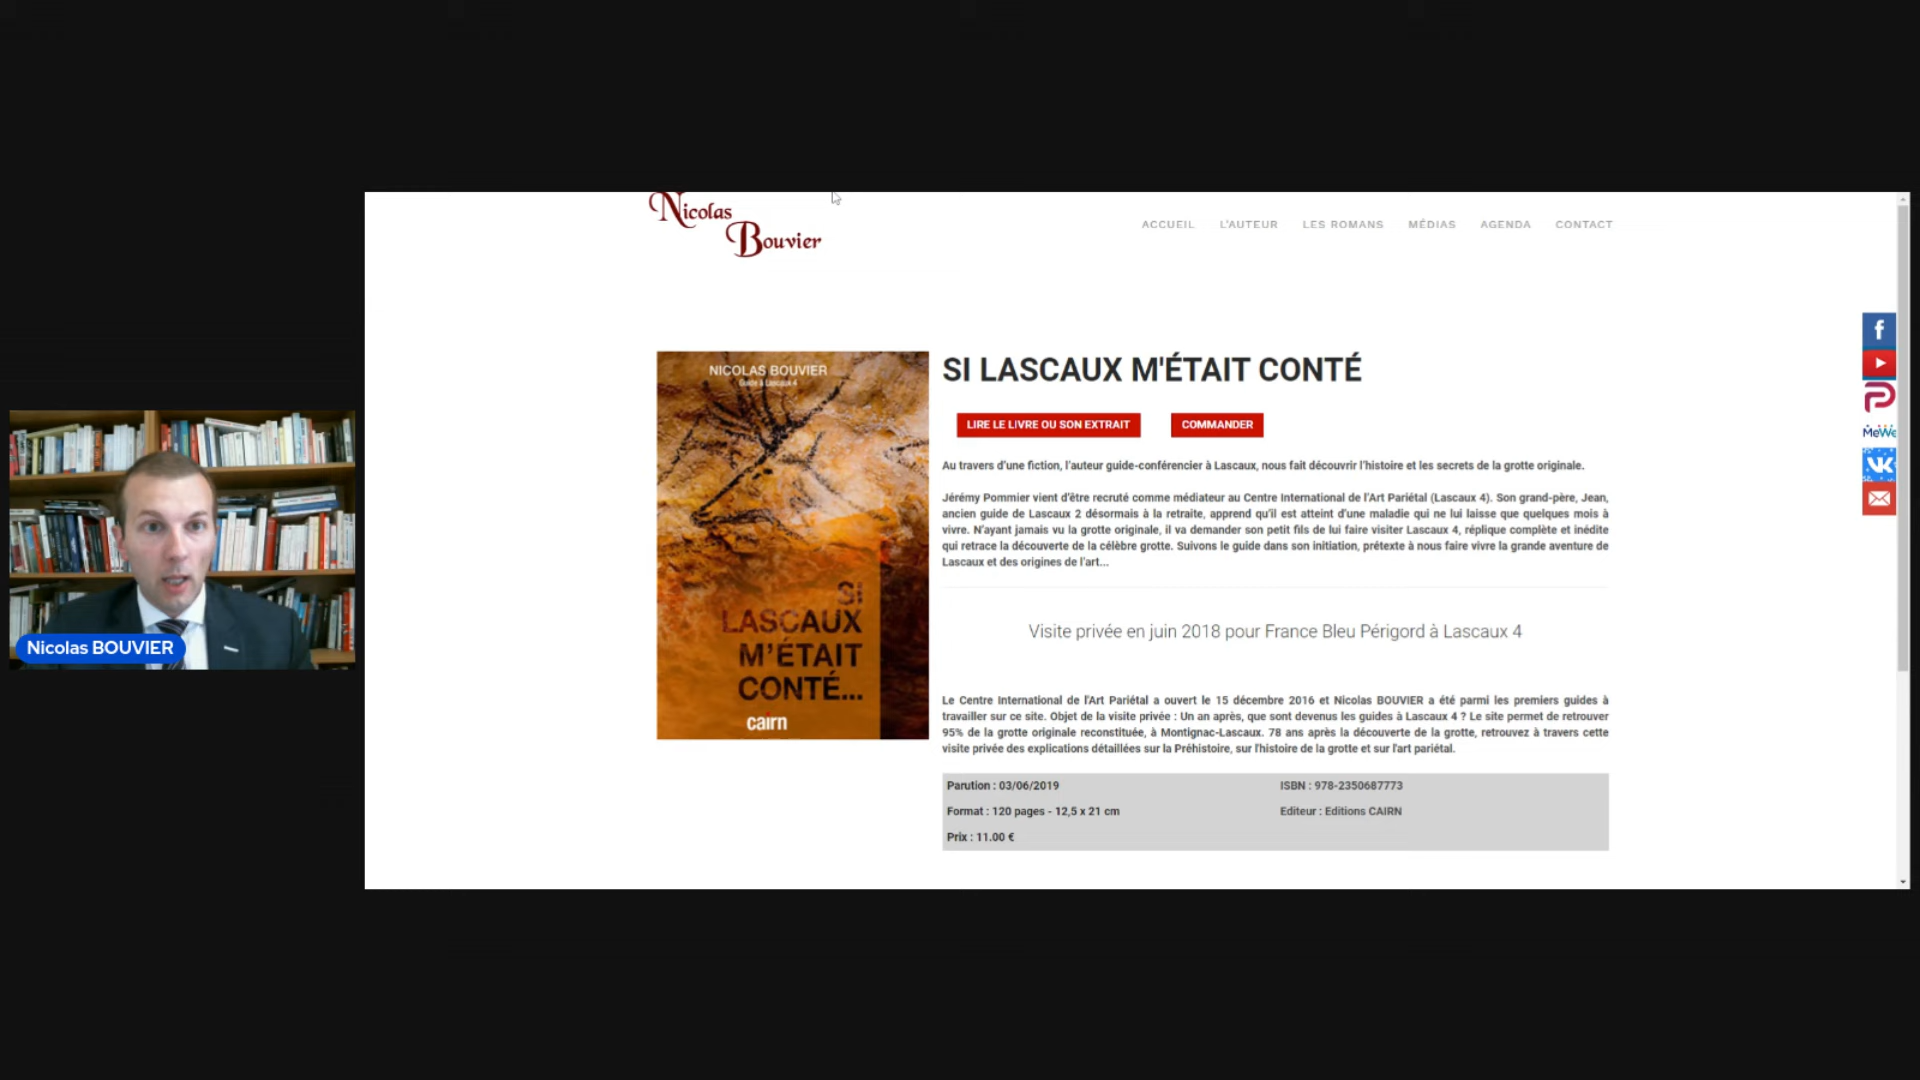 Nicolas
Bouvier
ACCUEIL L'AUTEUR LES ROMANS MÉDIAS AGENDA CONTACT
NICOLAS BOUVIER
Guide à Lascaux 4
SI
LASCAUX
M'ÉTAIT
CONTÉ...
cairn
SI LASCAUX M'ÉTAIT CONTÉ
LIRE LE LIVRE OU SON EXTRAIT COMMANDER
Au travers d'une fiction, l'auteur guide-conférencier à Lascaux, nous fait découvrir l'histoire et les secrets de la grotte originale.
Jérémy Pommier vient d'être recruté comme médiateur au Centre International de l'Art Pariétal (Lascaux 4). Son grand-père, Jean,
ancien guide de Lascaux 2 désormais à la retraite, apprend qu'il est atteint d'une maladie qui ne lui laisse que quelques mois à
vivre. N'ayant jamais vu la grotte originale, il va demander son petit fils de lui faire visiter Lascaux 4, réplique complète et inédite
qui retrace la découverte de la célèbre grotte. Suivons le guide dans son initiation, prétexte à nous faire vivre la grande aventure de
Lascaux et des origines de l'art...
Visite privée en juin 2018 pour France Bleu Périgord à Lascaux 4
Le Centre International de l'Art Pariétal a ouvert le 15 décembre 2016 et Nicolas BOUVIER a été parmi les premiers guides à
travailler sur ce site. Objet de la visite privée : Un an après, que sont devenus les guides à Lascaux 4 ? Le site permet de retrouver
95% de la grotte originale reconstituée, à Montignac-Lascaux. 78 ans après la découverte de la grotte, retrouvez à travers cette
visite privée des explications détaillées sur la Préhistoire, sur l'histoire de la grotte et sur l'art pariétal.
Parution : 03/06/2019 ISBN : 978-2350687773
Format : 120 pages - 12,5 x 21 cm Editeur : Editions CAIRN
Prix : 11.00 €
MeWe
Nicolas BOUVIER